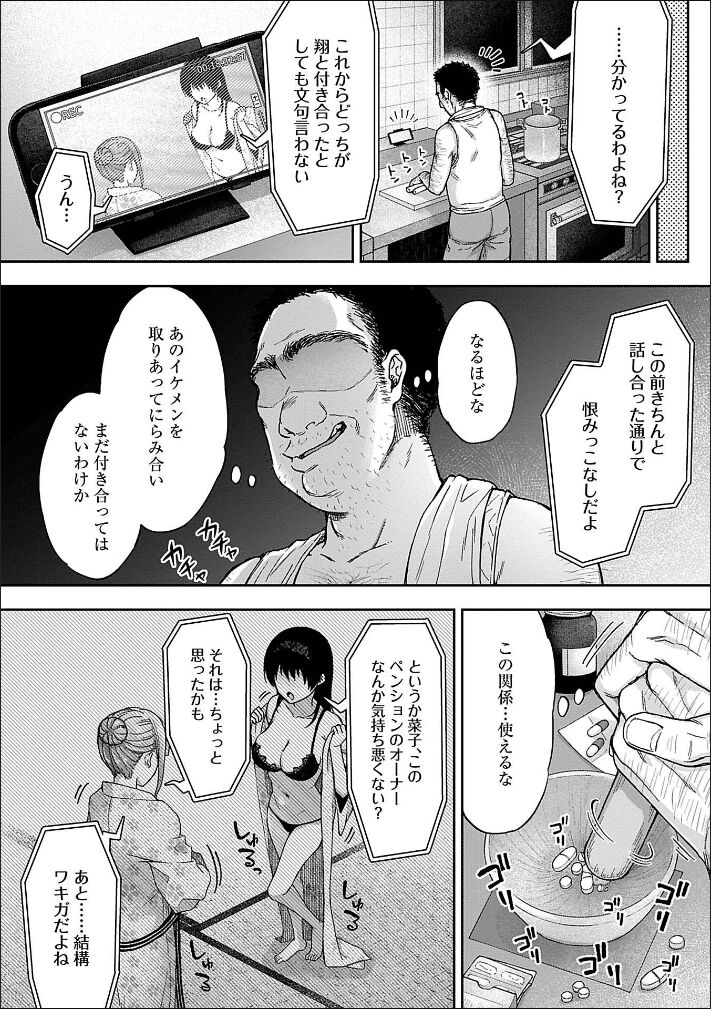 ……分かってるわよね？
これからどっちが
翔と付き合ったと
しても文句言わない
トントン
REC
うん…
この前きちんと
話し合った通りで
恨みっこなしだよ
なるほどな
あのイケメンを
取りあってにらみ合い
まだ付き合っては
ないわけか
カチャ
カチャ
この関係…使えるな
ゴリ
ゴリ
ゴリ
ゴリ
というか菜子、この
ペンションのオーナー
なんか気持ち悪くない？
それは…ちょっと
思ったかも
しゅるっ
しゅる
しゅる
あと……結構
ワキガだよね